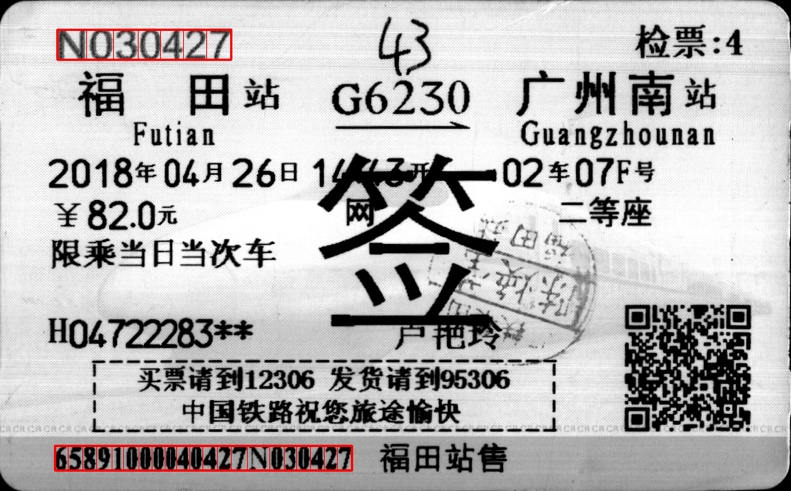 N030427
43
检票:4
福田站 G6230 广州南站
Futian Guangzhounan
2018年04月26日 14:43开 02车07F号
¥82.0元 网 二等座
限乘当日当次车
签
H04722283** 卢艳玲
买票请到12306 发货请到95306
中国铁路祝您旅途愉快
65891000040427N030427 福田站售